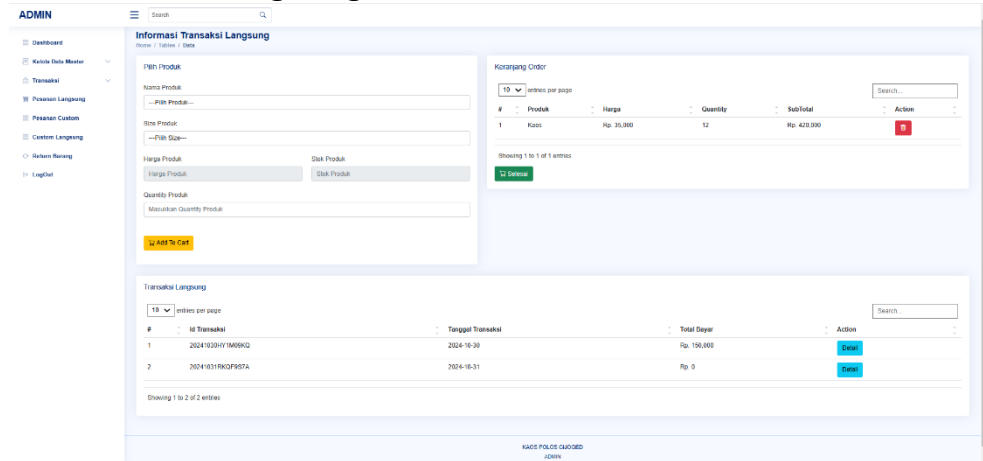 ADMIN
Search
Dashboard
Kelola Data Master
Transaksi
Pesanan Langsung
Pesanan Custom
Custom Langsung
Return Barang
LogOut
Informasi Transaksi Langsung
Home / Tables / Data
Pilih Produk
Nama Produk
---Pilih Produk---
Size Produk
---Pilih Size---
Harga Produk Stok Produk
Harga Produk Stok Produk
Quantity Produk
Masukkan Quantity Produk
Add To Cart
Keranjang Order
10 entries per page Search...
# Produk Harga Quantity SubTotal Action
1 Kaos Rp. 35,000 12 Rp. 420,000
Showing 1 to 1 of 1 entries
Selesai
Transaksi Langsung
10 entries per page Search...
# Id Transaksi Tanggal Transaksi Total Bayar Action
1 20241030HY1M09KQ 2024-10-30 Rp. 150,000 Detail
2 20241031RKQF9S7A 2024-10-31 Rp. 0 Detail
Showing 1 to 2 of 2 entries
KAOS POLOS CIJOGED
ADMIN